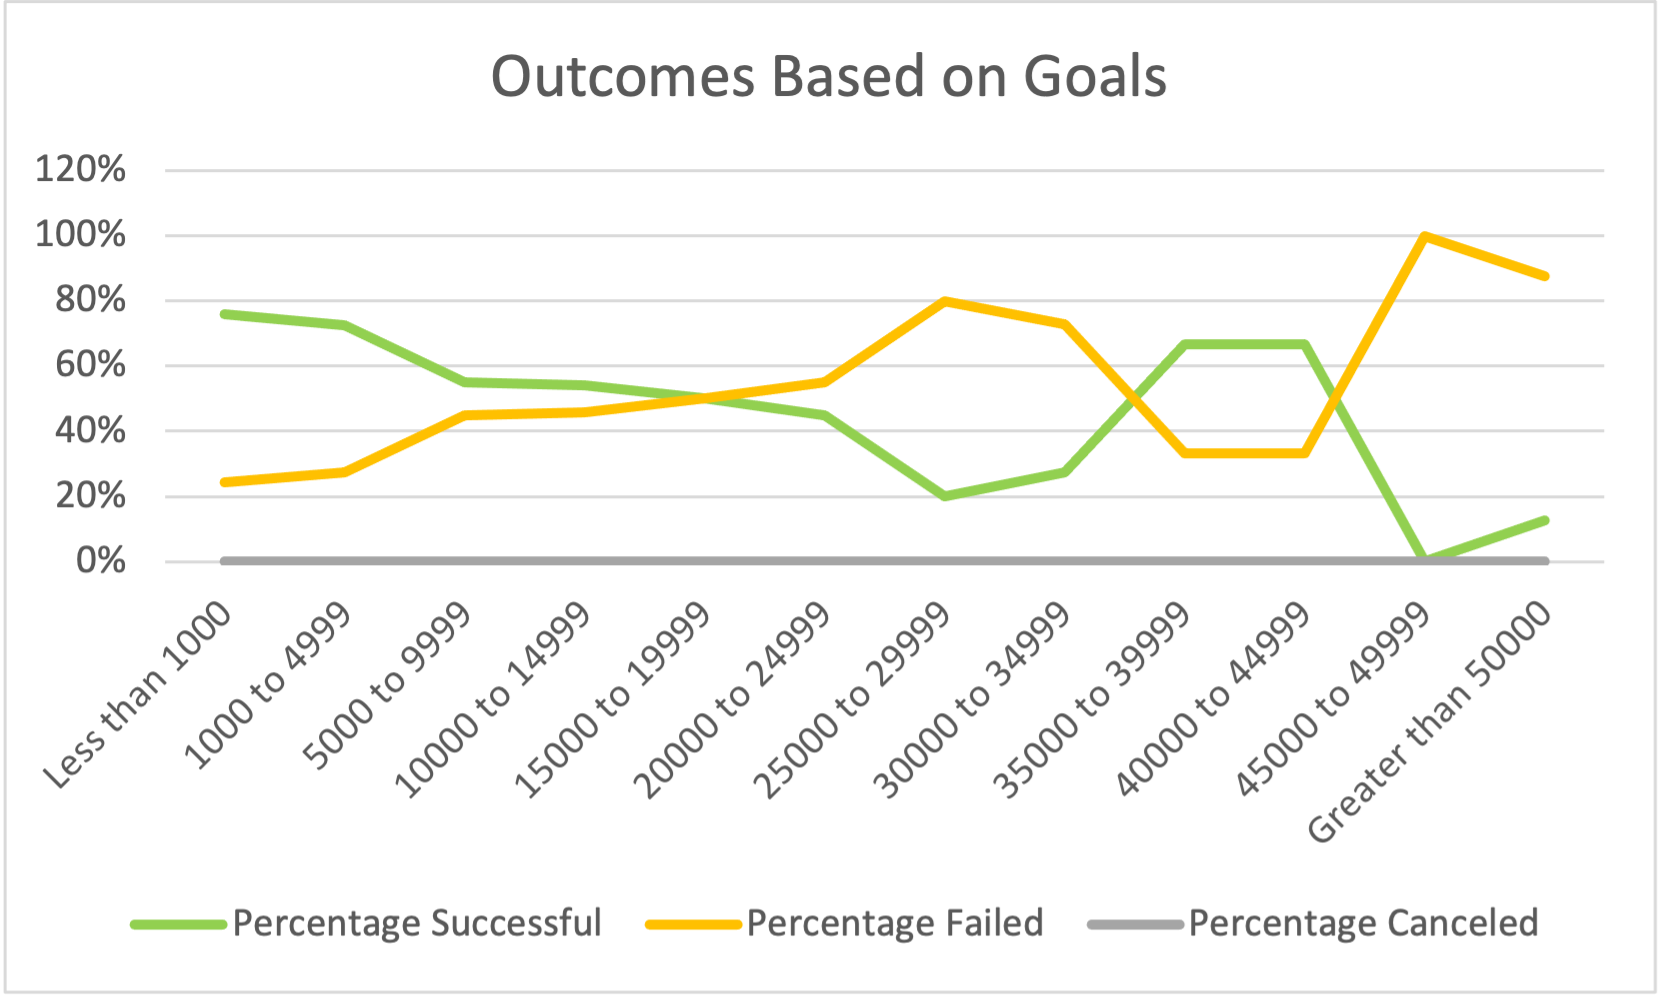 Outcomes Based on Goals
120%
100%
80%
60%
40%
20%
0%
Less than 1000
1000 to 4999
5000 to 9999
10000 to 14999
15000 to 19999
20000 to 24999
25000 to 29999
30000 to 34999
35000 to 39999
40000 to 44999
45000 to 49999
Greater than 50000
Percentage Successful
Percentage Failed
Percentage Canceled